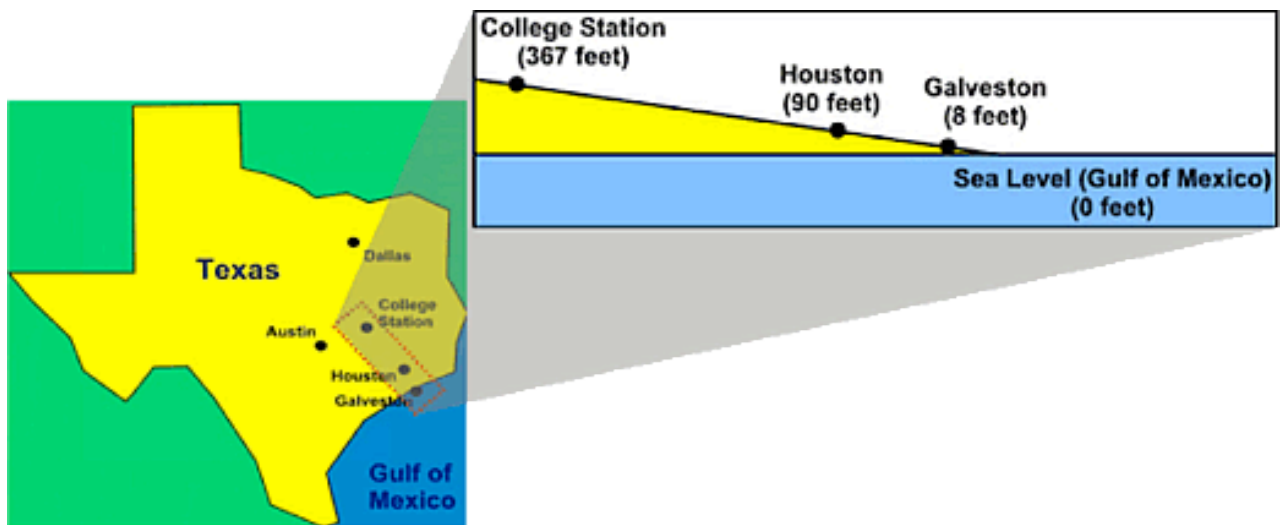 College Station
(367 feet)
Houston
(90 feet)
Galveston
(8 feet)
Sea Level (Gulf of Mexico)
(0 feet)
Dallas
Texas
College
Station
Austin
Houston
Galveston
Gulf of
Mexico